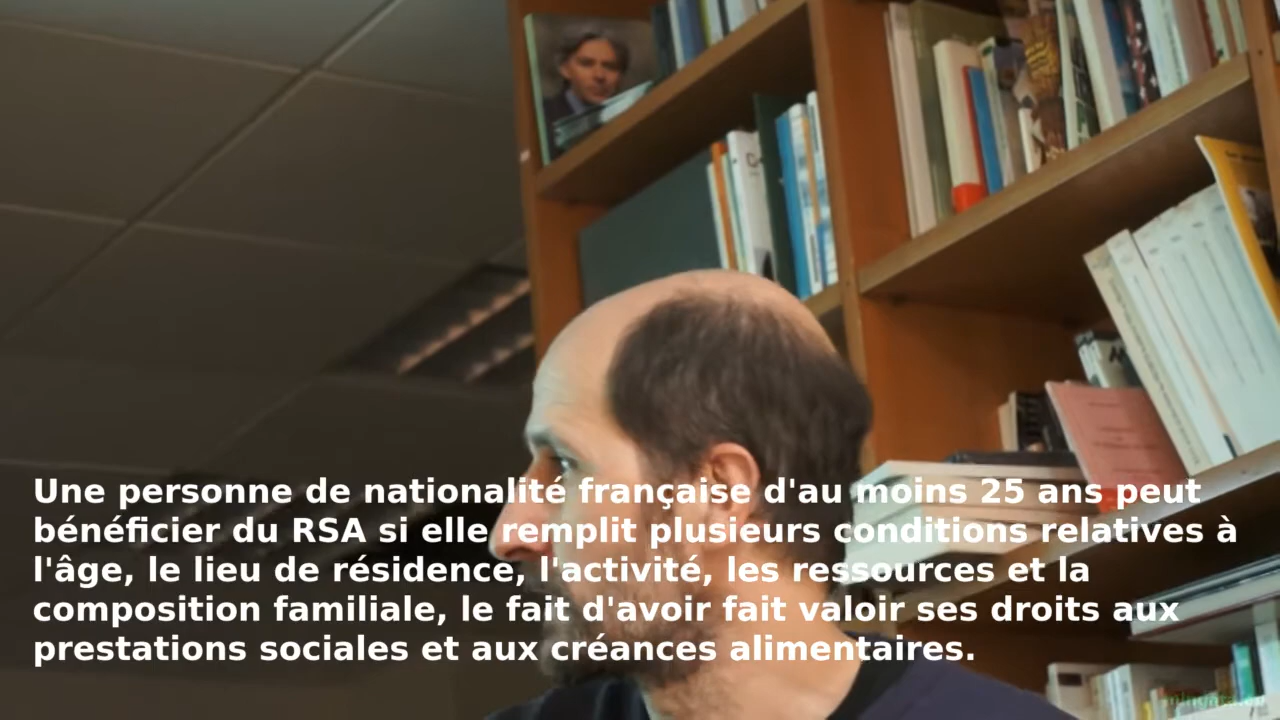 Une personne de nationalité française d'au moins 25 ans peut
bénéficier du RSA si elle remplit plusieurs conditions relatives à
l'âge, le lieu de résidence, l'activité, les ressources et la
composition familiale, le fait d'avoir fait valoir ses droits aux
prestations sociales et aux créances alimentaires.